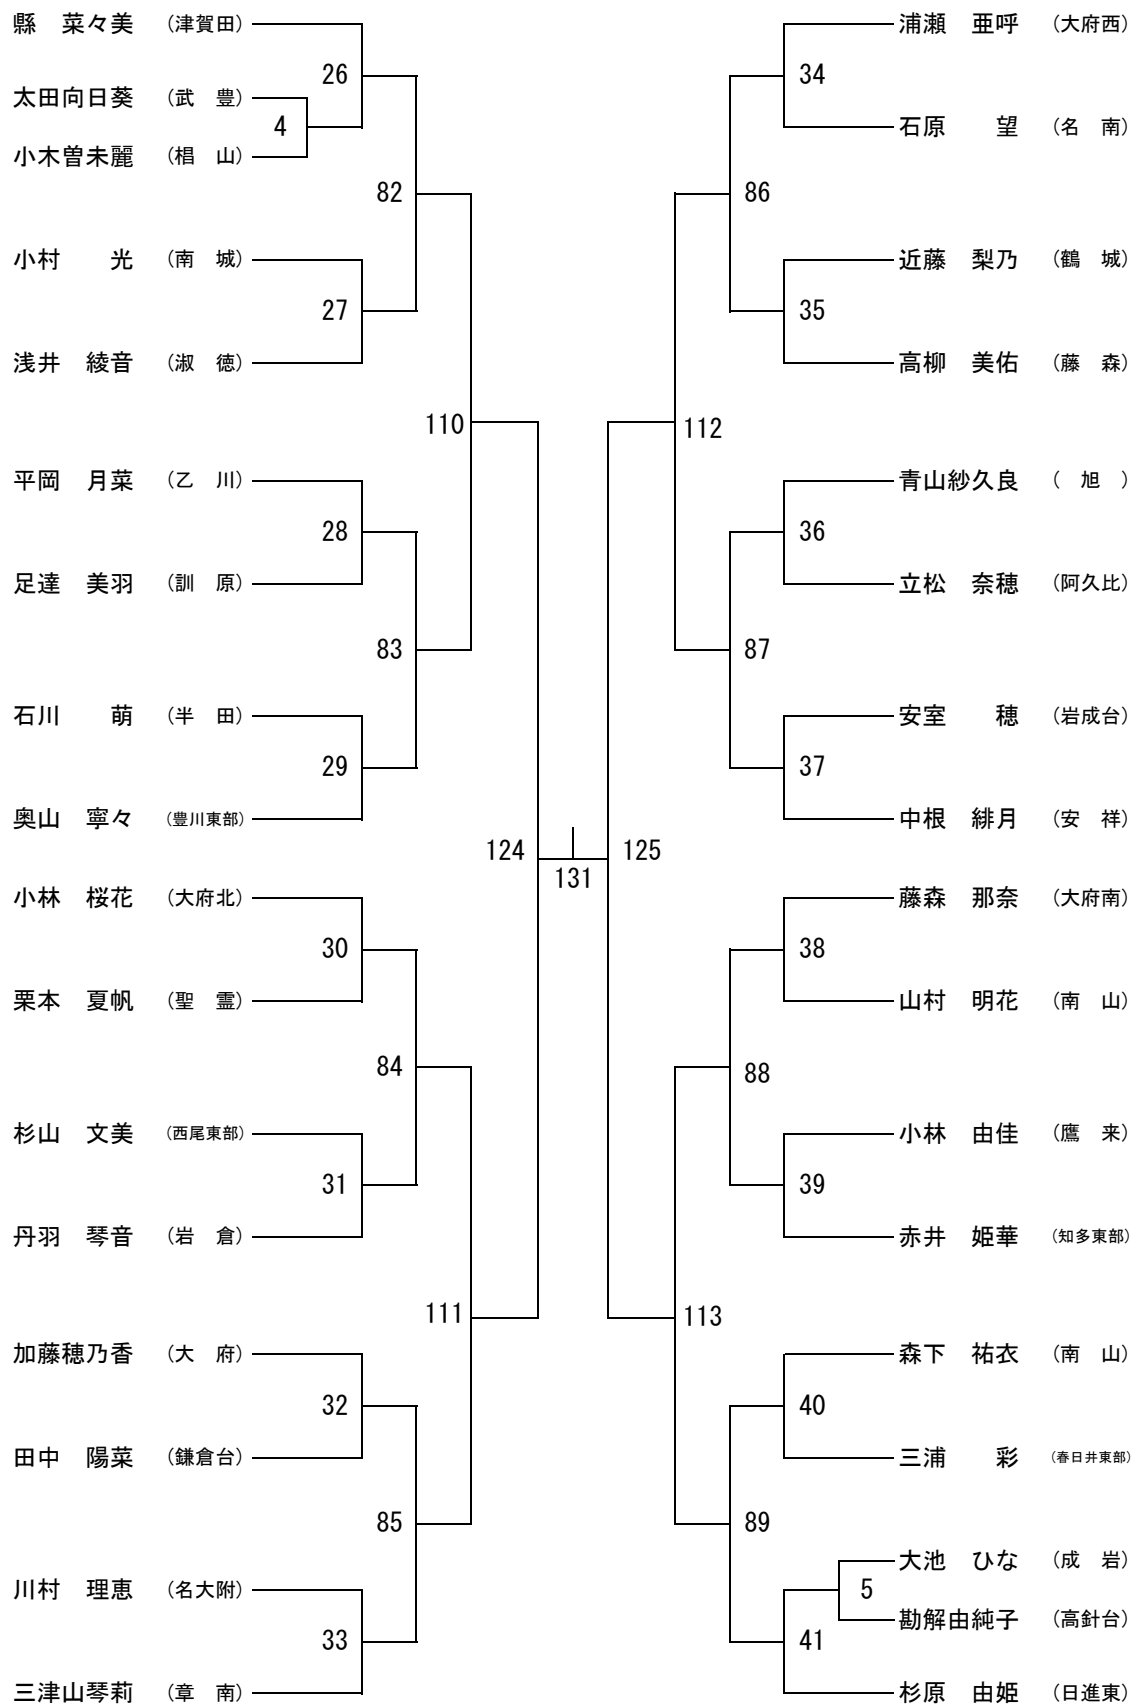 縣　菜々美　（津賀田）
26
太田向日葵　（武　豊）
4
小木曽未麗　（椙　山）
82
小村　　光　（南　城）
27
浅井　綾音　（淑　徳）
110
平岡　月菜　（乙　川）
28
足達　美羽　（訓　原）
83
石川　　萌　（半　田）
29
奥山　寧々　（豊川東部）
124
小林　桜花　（大府北）
30
栗本　夏帆　（聖　霊）
84
杉山　文美　（西尾東部）
31
丹羽　琴音　（岩　倉）
111
加藤穂乃香　（大　府）
32
田中　陽菜　（鎌倉台）
85
川村　理恵　（名大附）
33
三津山琴莉　（章　南）
131
浦瀬　亜呼　（大府西）
34
石原　　望　（名　南）
86
近藤　梨乃　（鶴　城）
35
高柳　美佑　（藤　森）
112
青山紗久良　（　旭　）
36
立松　奈穂　（阿久比）
87
安室　　穂　（岩成台）
37
中根　緋月　（安　祥）
125
藤森　那奈　（大府南）
38
山村　明花　（南　山）
88
小林　由佳　（鷹　来）
39
赤井　姫華　（知多東部）
113
森下　祐衣　（南　山）
40
三浦　　彩　（春日井東部）
89
大池　ひな　（成　岩）
5
勘解由純子　（高針台）
41
杉原　由姫　（日進東）